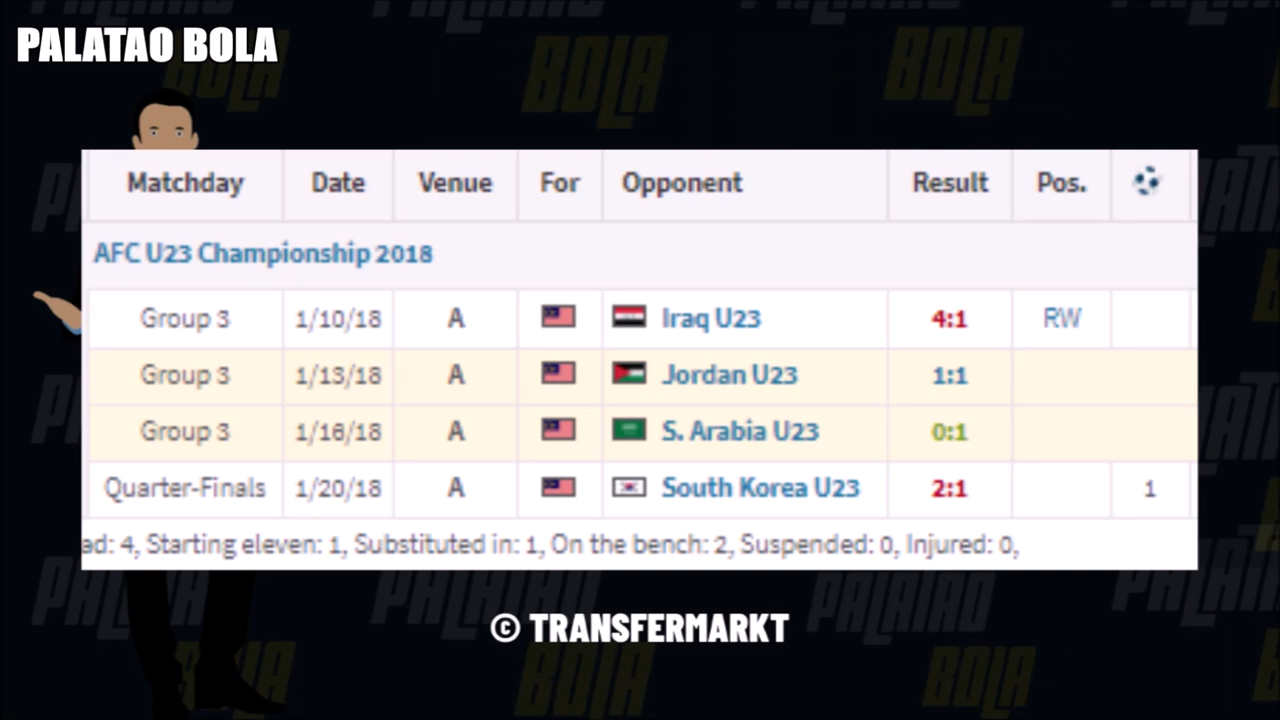 PALATAO BOLA
Matchday Date Venue For Opponent Result Pos.
AFC U23 Championship 2018
Group 3 1/10/18 A Iraq U23 4:1 RW
Group 3 1/13/18 A Jordan U23 1:1
Group 3 1/16/18 A S. Arabia U23 0:1
Quarter-Finals 1/20/18 A South Korea U23 2:1 1
ad: 4, Starting eleven: 1, Substituted in: 1, On the bench: 2, Suspended: 0, Injured: 0,
© TRANSFERMARKT